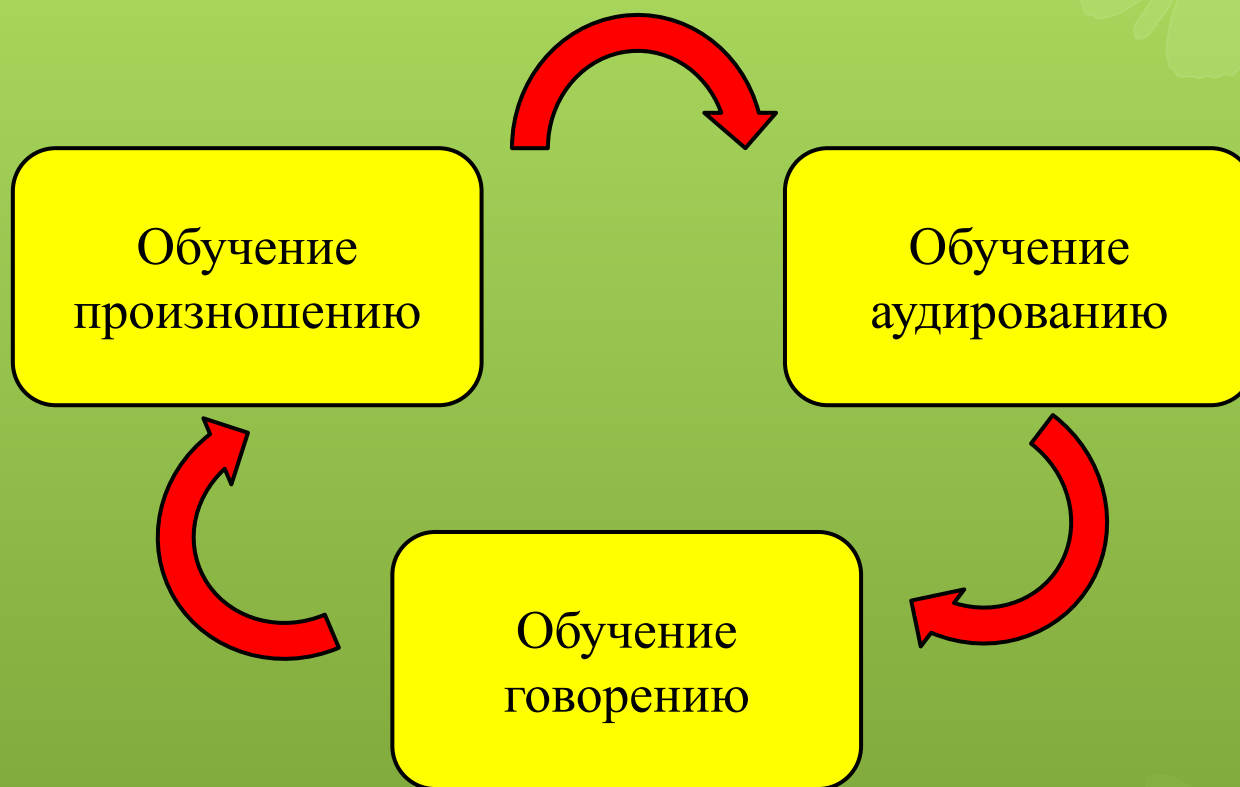 Обучение
произношению
Обучение
аудированию
Обучение
говорению